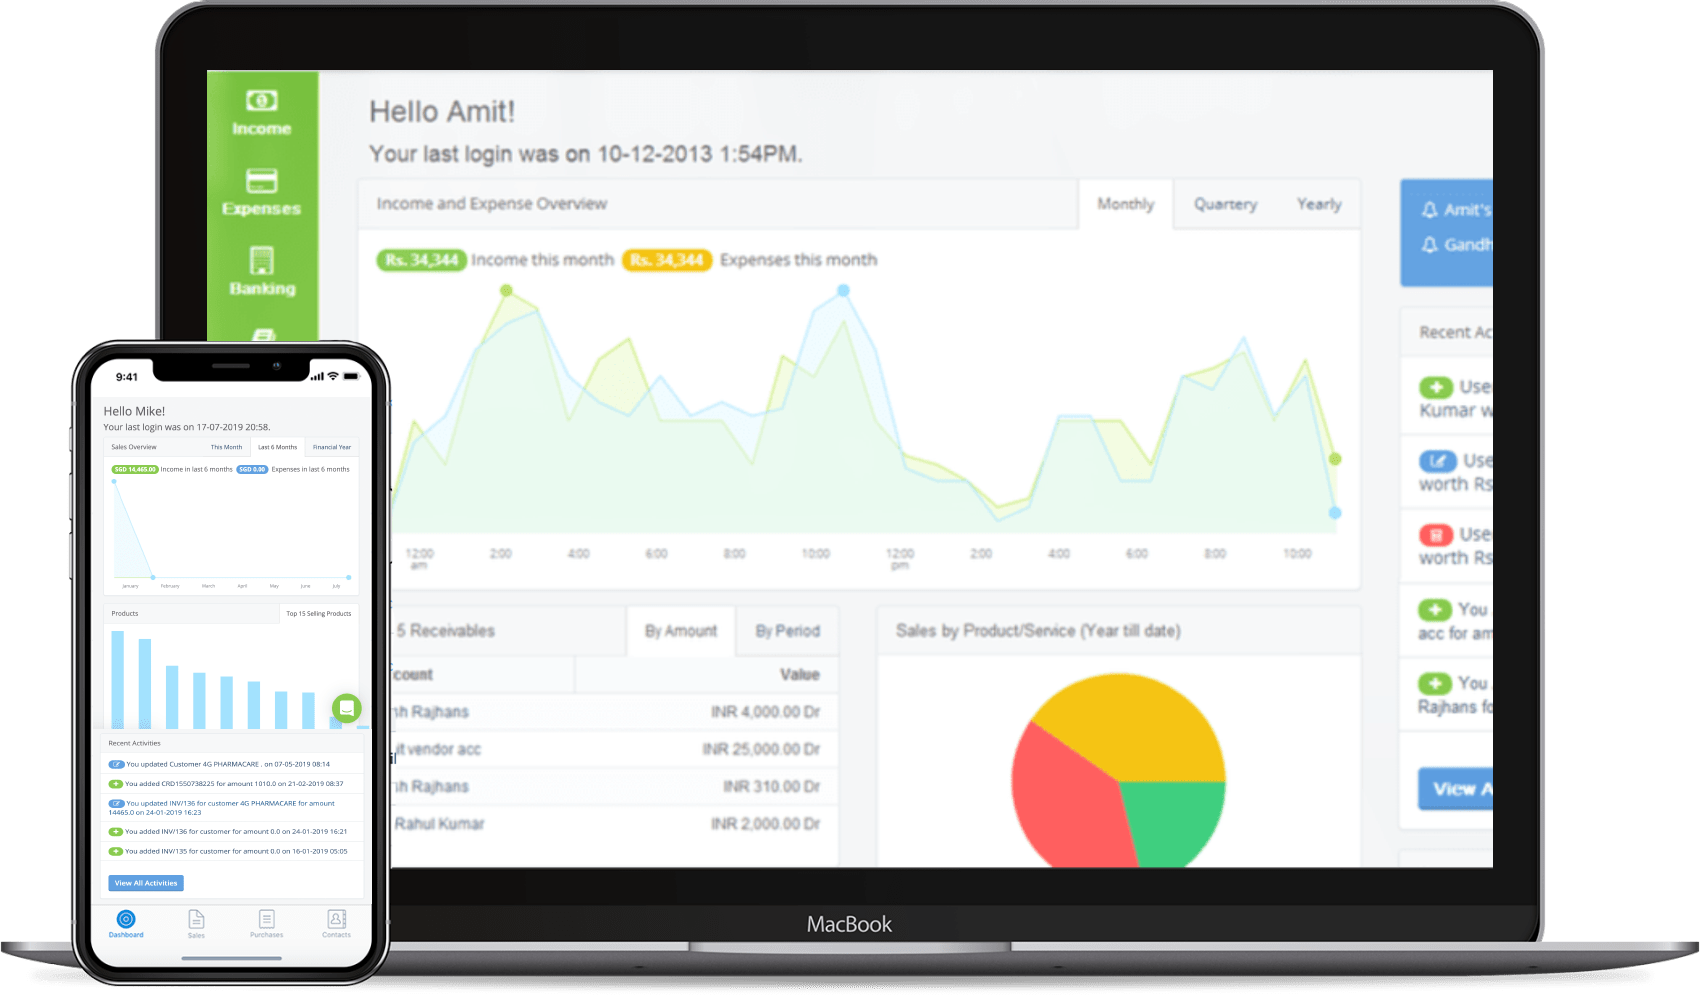 Income
Expenses
Banking
Hello Amit!
Your last login was on 10-12-2013 1:54PM.
Income and Expense Overview
Monthly
Quartery
Yearly
Rs. 34,344 Income this month Rs. 34,344 Expenses this month
12:00 am
2:00
4:00
6:00
8:00
10:00
12:00 pm
2:00
4:00
6:00
8:00
10:00
5 Receivables
By Amount
By Period
count
Value
h Rajhans
INR 4,000.00 Dr
it vendor acc
INR 25,000.00 Dr
h Rajhans
INR 310.00 Dr
Rahul Kumar
INR 2,000.00 Dr
Sales by Product/Service (Year till date)
Amit's
Gandh
Recent Ac
Use
Kumar w
Use
worth Rs
Use
worth Rs
You
acc for am
You
Rajhans fo
View A
MacBook
9:41
Hello Mike!
Your last login was on 17-07-2019 20:58.
Sales Overview
This Month
Last 6 Months
Financial Year
SGD 14,465.00 Income in last 6 months SGD 0.00 Expenses in last 6 months
January
February
March
April
May
June
July
Products
Top 15 Selling Products
Recent Activities
You updated Customer 4G PHARMACARE . on 07-05-2019 08:14
You added CRD1550738225 for amount 1010.0 on 21-02-2019 08:37
You updated INV/136 for customer 4G PHARMACARE for amount
14465.0 on 24-01-2019 16:23
You added INV/136 for customer for amount 0.0 on 24-01-2019 16:21
You added INV/135 for customer for amount 0.0 on 16-01-2019 05:05
View All Activities
Dashboard
Sales
Purchases
Contacts